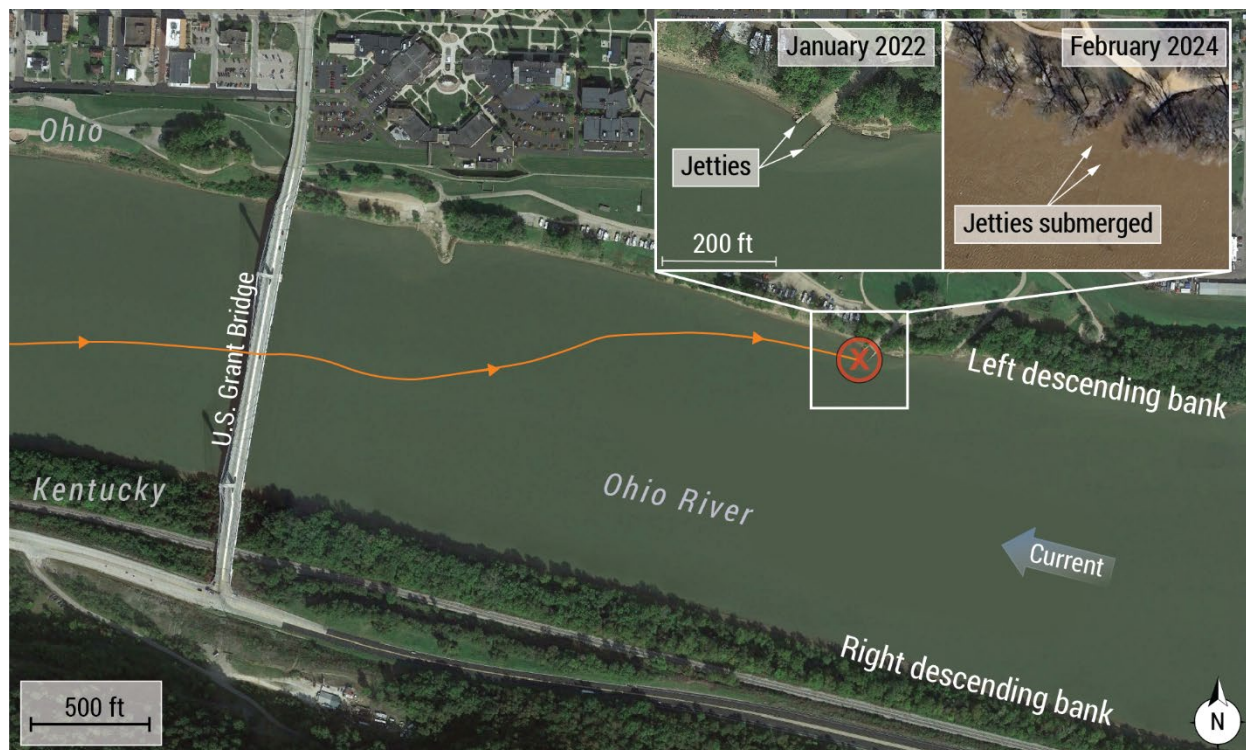 January 2022
February 2024
Ohio
Jetties
Jetties submerged
200 ft
U.S. Grant Bridge
X
Left descending bank
Kentucky
Ohio River
Current
Right descending bank
500 ft
N